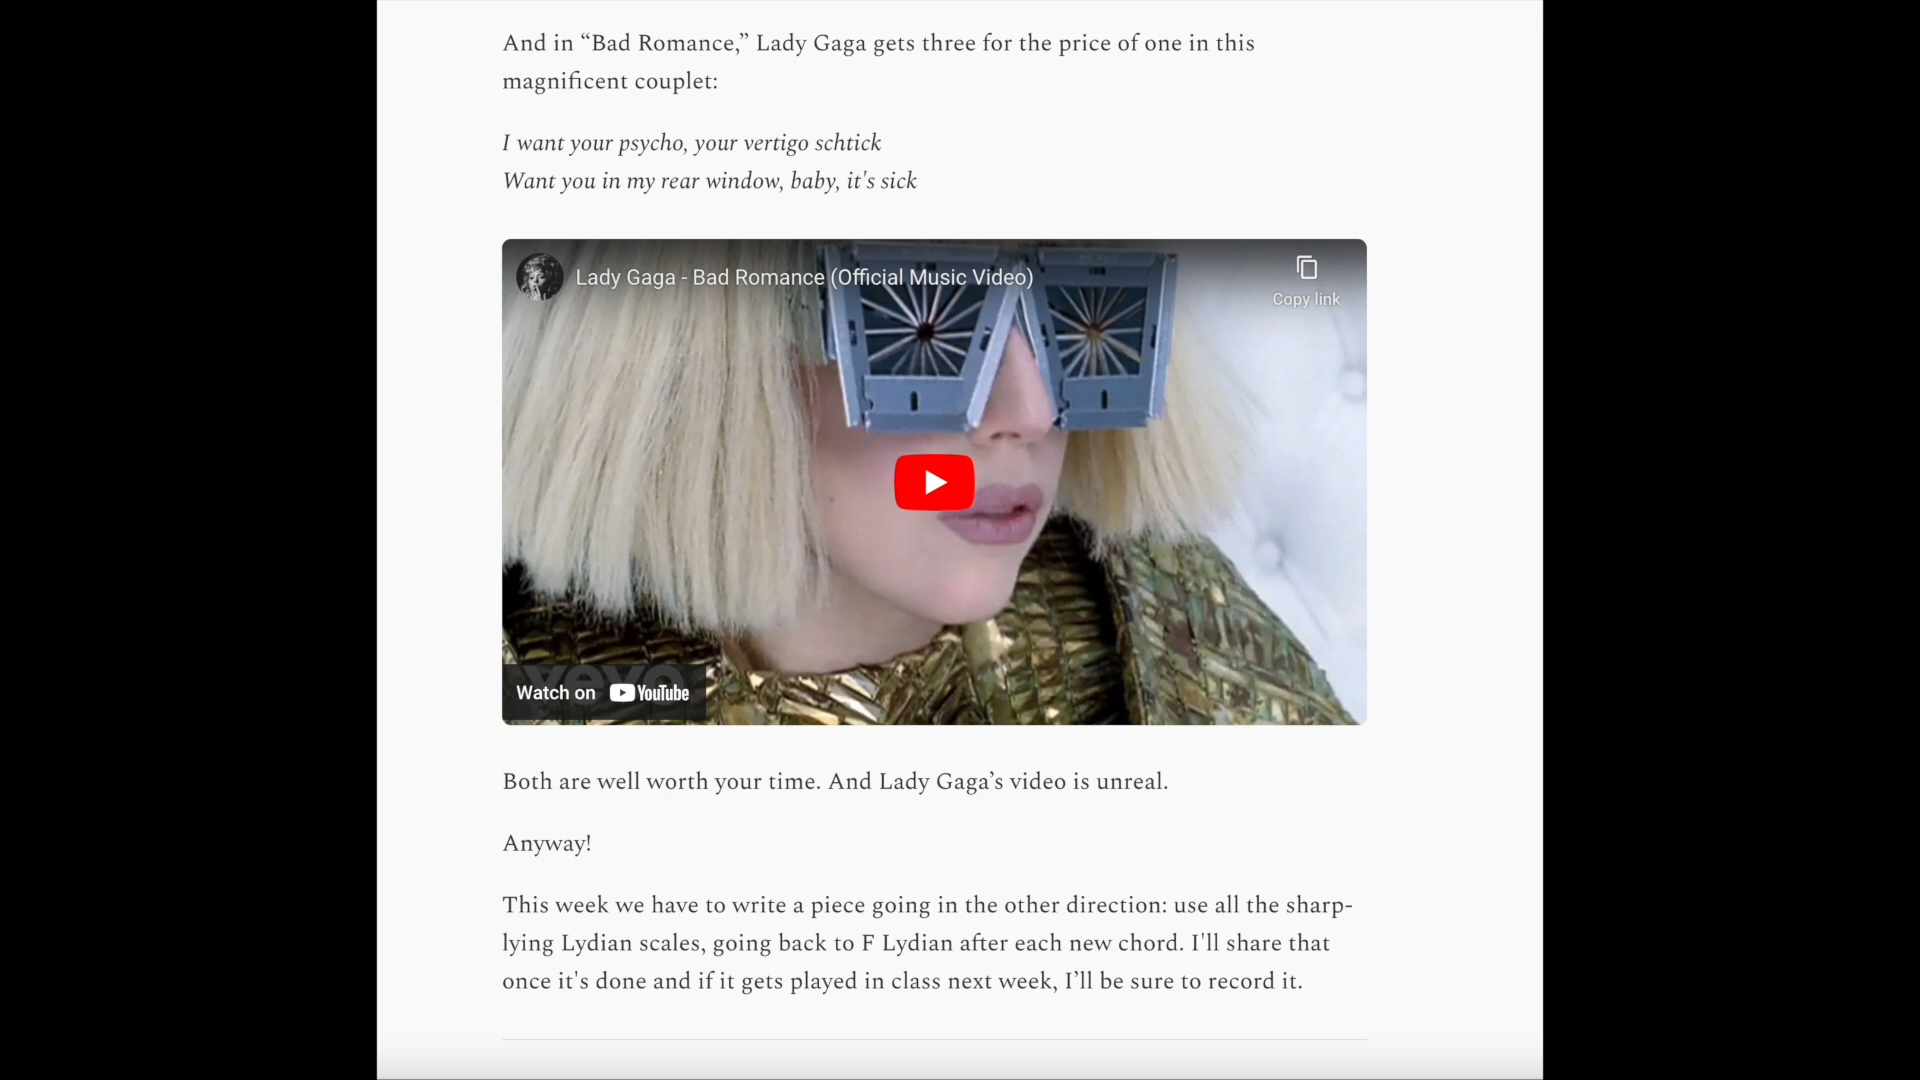 And in “Bad Romance,” Lady Gaga gets three for the price of one in this
magnificent couplet:
I want your psycho, your vertigo schtick
Want you in my rear window, baby, it's sick
Lady Gaga - Bad Romance (Official Music Video)
Copy link
vevo
Watch on YouTube
Both are well worth your time. And Lady Gaga’s video is unreal.
Anyway!
This week we have to write a piece going in the other direction: use all the sharp-
lying Lydian scales, going back to F Lydian after each new chord. I'll share that
once it's done and if it gets played in class next week, I’ll be sure to record it.